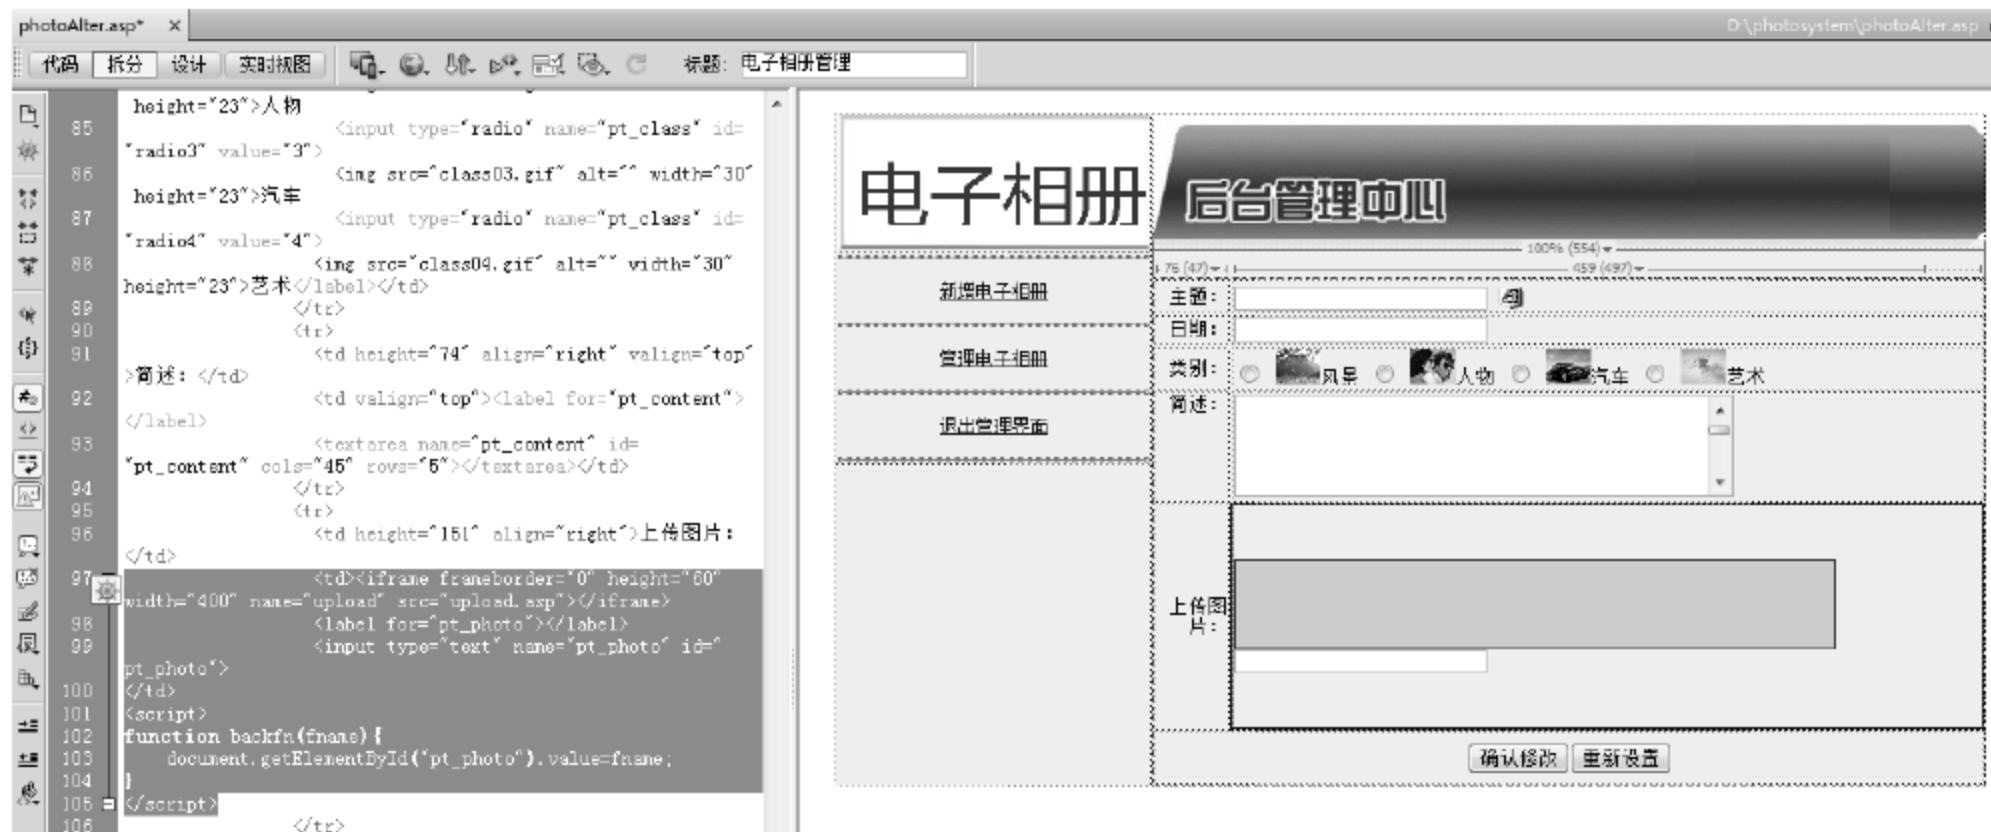 photoAlter.asp* ×
D:\photosystem\photoAlter.asp
代码 拆分 设计 实时视图 标题: 电子相册管理
height="23">人物
85 <input type="radio" name="pt_class" id=
"radio3" value="3">
86 <img src="class03.gif" alt="" width="30"
height="23">汽车
87 <input type="radio" name="pt_class" id=
"radio4" value="4">
88 <img src="class04.gif" alt="" width="30"
height="23">艺术</label></td>
89 </tr>
90 <tr>
91 <td height="74" align="right" valign="top"
>简述：</td>
92 <td valign="top"><label for="pt_content">
</label>
93 <textarea name="pt_content" id=
"pt_content" cols="45" rows="5"></textarea></td>
94 </tr>
95 <tr>
96 <td height="151" align="right">上传图片：
</td>
97 <td><iframe frameborder="0" height="60"
width="400" name="upload" src="upload.asp"></iframe>
98 <label for="pt_photo"></label>
99 <input type="text" name="pt_photo" id="
pt_photo">
100 </td>
101 <script>
102 function backfn(fname){
103 document.getElementById("pt_photo").value=fname;
104 }
105 </script>
106 </tr>
电子相册
后台管理中心
100% (554)
76 (47) 459 (497)
新增电子相册
管理电子相册
退出管理界面
主题：
日期：
类别： 风景 人物 汽车 艺术
简述：
上传图
片：
确认修改 重新设置